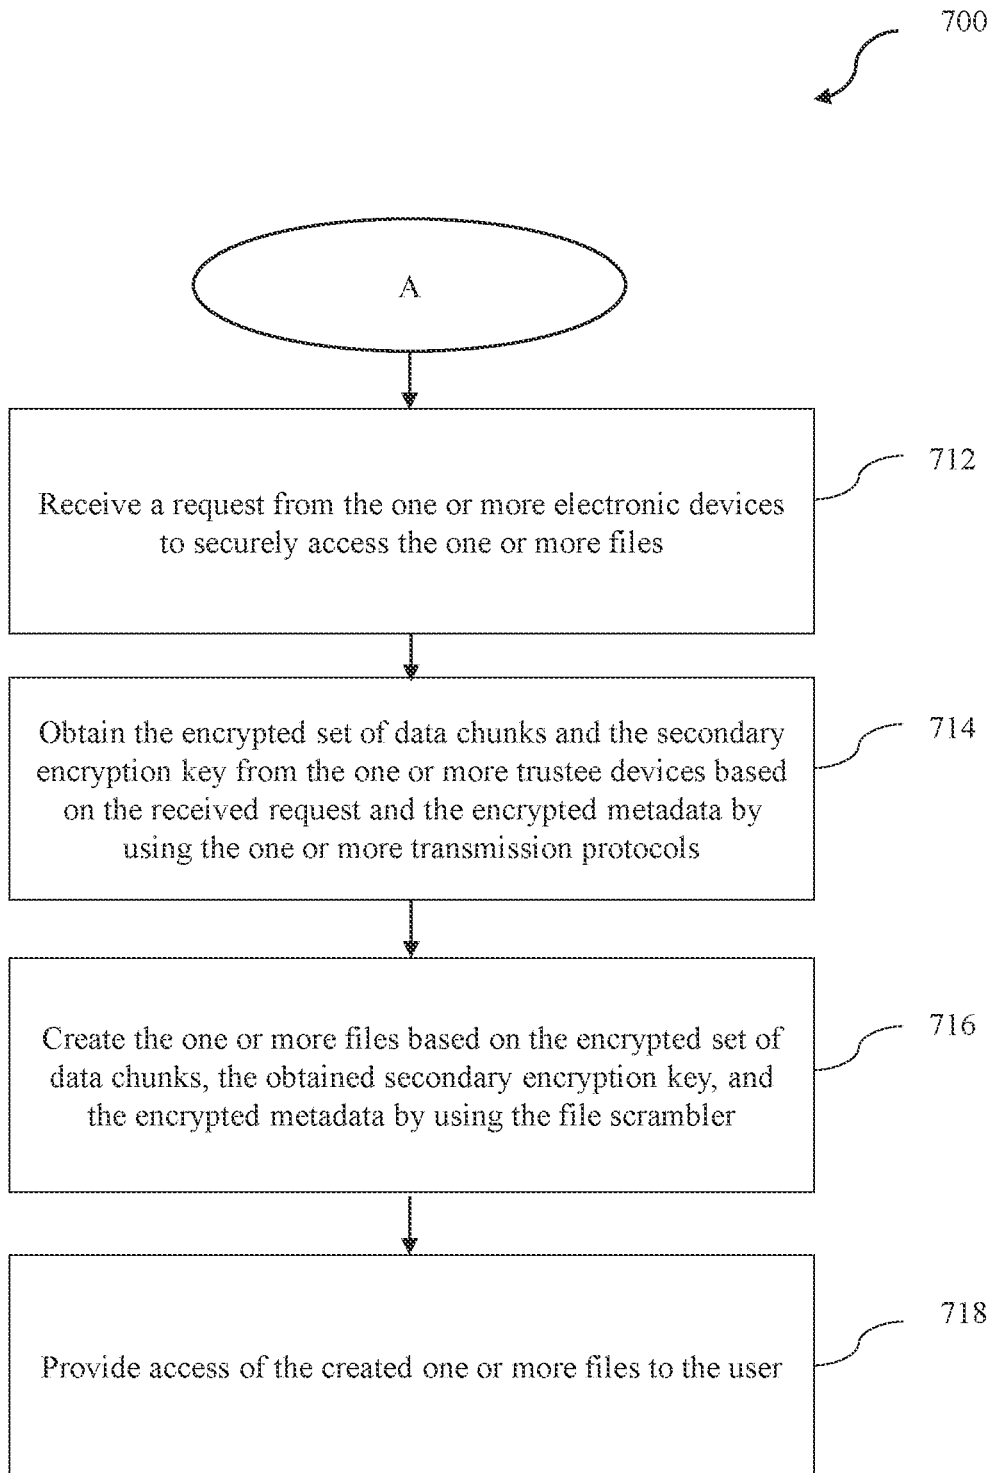 700
A
712
Receive a request from the one or more electronic devices
to securely access the one or more files
714
Obtain the encrypted set of data chunks and the secondary
encryption key from the one or more trustee devices based
on the received request and the encrypted metadata by
using the one or more transmission protocols
716
Create the one or more files based on the encrypted set of
data chunks, the obtained secondary encryption key, and
the encrypted metadata by using the file scrambler
718
Provide access of the created one or more files to the user